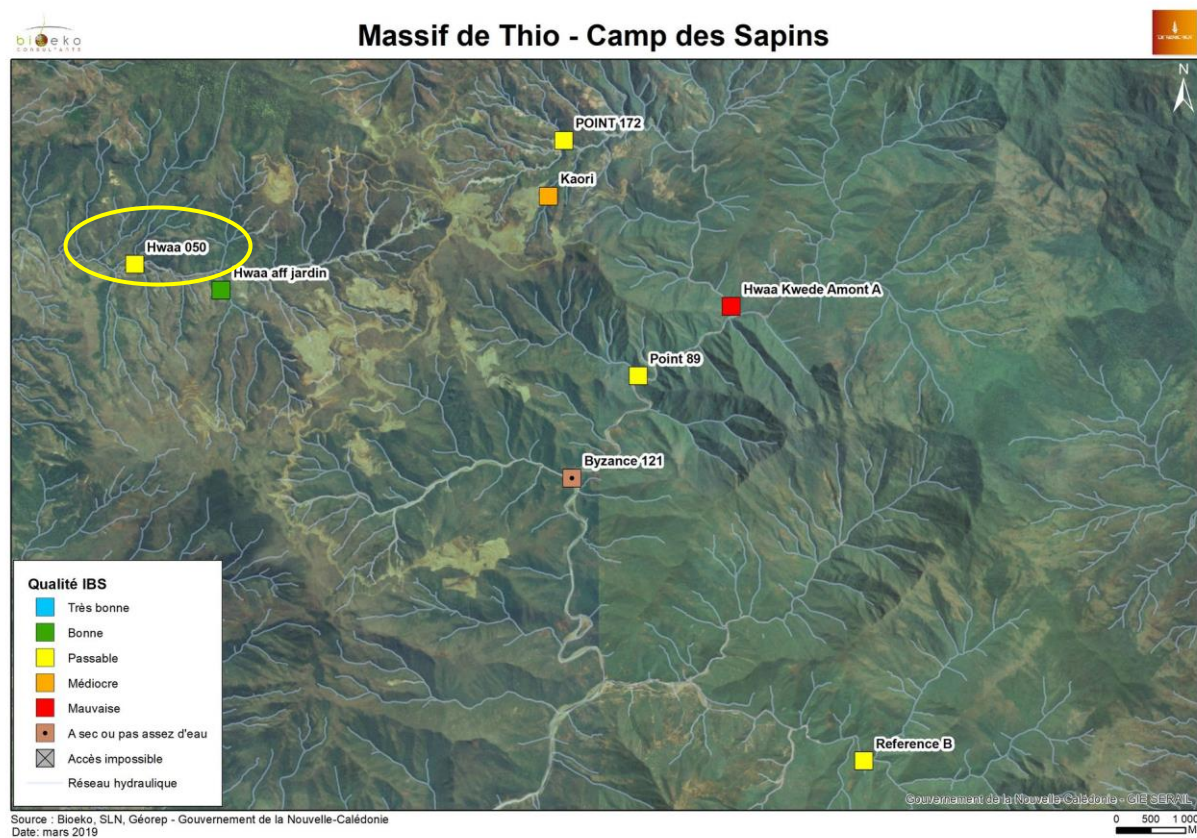 bioeko
CONSULTANTS
Massif de Thio - Camp des Sapins
N
POINT 172
Kaori
Hwaa 050
Hwaa aff jardin
Hwaa Kwede Amont A
Point 89
Byzance 121
Reference B
Qualité IBS
Très bonne
Bonne
Passable
Médiocre
Mauvaise
A sec ou pas assez d'eau
Accès impossible
Réseau hydraulique
Gouvernement de la Nouvelle-Calédonie - GIE SERAIL
Source : Bioeko, SLN, Géorep - Gouvernement de la Nouvelle-Calédonie
Date: mars 2019
0 500 1 000
M